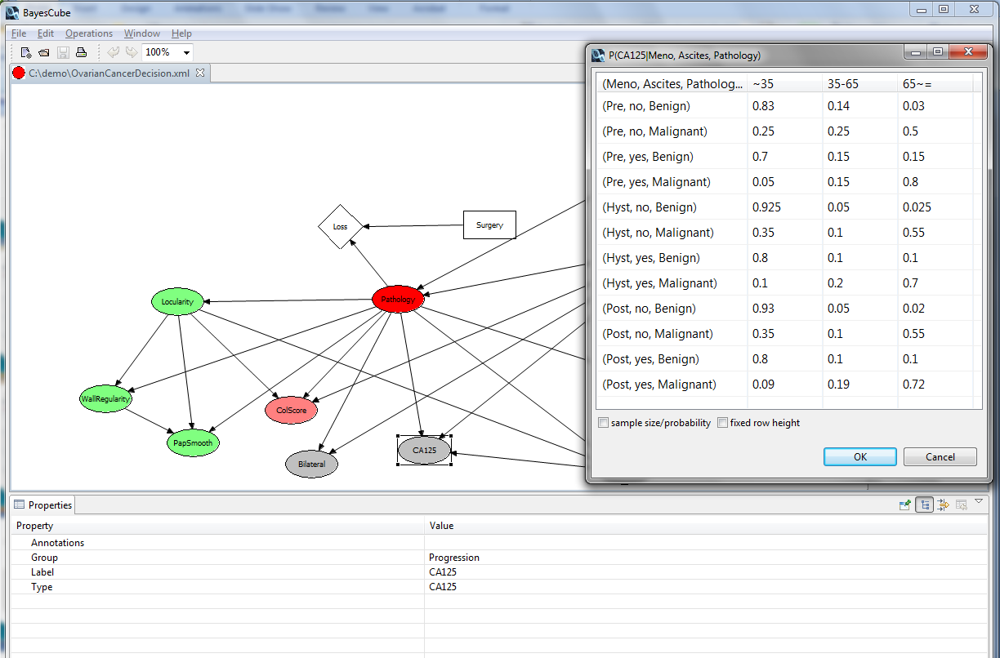 BayesCube
File Edit Operations Window Help
100%
C:\demo\OvarianCancerDecision.xml
Loss
Surgery
Locularity
Pathology
WallRegularity
ColScore
PapSmooth
Bilateral
CA125
P(CA125|Meno, Ascites, Pathology)
(Meno, Ascites, Patholog... ~35 35-65 65~=
(Pre, no, Benign) 0.83 0.14 0.03
(Pre, no, Malignant) 0.25 0.25 0.5
(Pre, yes, Benign) 0.7 0.15 0.15
(Pre, yes, Malignant) 0.05 0.15 0.8
(Hyst, no, Benign) 0.925 0.05 0.025
(Hyst, no, Malignant) 0.35 0.1 0.55
(Hyst, yes, Benign) 0.8 0.1 0.1
(Hyst, yes, Malignant) 0.1 0.2 0.7
(Post, no, Benign) 0.93 0.05 0.02
(Post, no, Malignant) 0.35 0.1 0.55
(Post, yes, Benign) 0.8 0.1 0.1
(Post, yes, Malignant) 0.09 0.19 0.72
sample size/probability fixed row height
OK Cancel
Properties
Property Value
Annotations
Group Progression
Label CA125
Type CA125